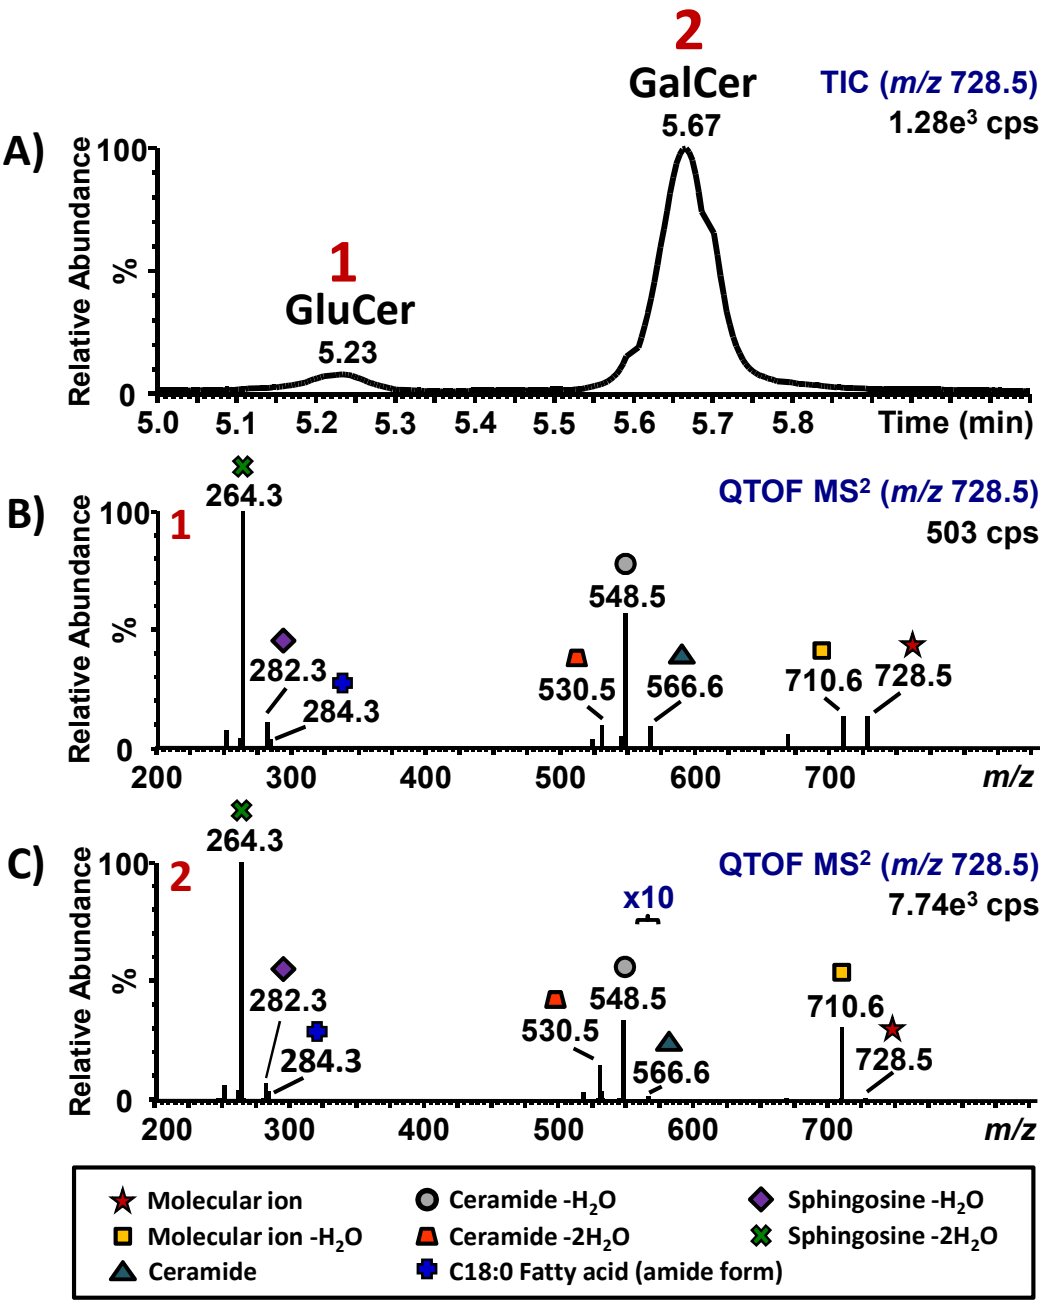 2
GalCer
5.67
TIC (m/z 728.5)
1.28e³ cps
A)
Relative Abundance
%
100
0
1
GluCer
5.23
5.0 5.1 5.2 5.3 5.4 5.5 5.6 5.7 5.8 Time (min)
B)
Relative Abundance
%
100
0
1
QTOF MS² (m/z 728.5)
503 cps
264.3
282.3
284.3
530.5
548.5
566.6
710.6
728.5
200 300 400 500 600 700 m/z
C)
Relative Abundance
%
100
0
2
QTOF MS² (m/z 728.5)
7.74e³ cps
x10
264.3
282.3
284.3
530.5
548.5
566.6
710.6
728.5
200 300 400 500 600 700 m/z
Molecular ion
Ceramide -H₂O
Sphingosine -H₂O
Molecular ion -H₂O
Ceramide -2H₂O
Sphingosine -2H₂O
Ceramide
C18:0 Fatty acid (amide form)